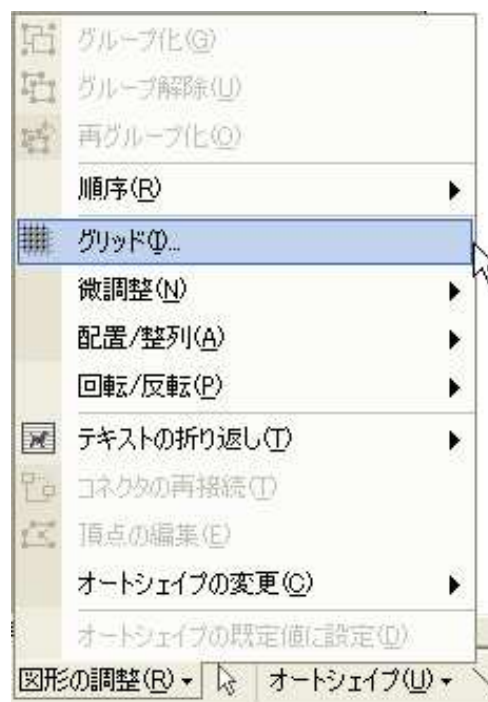 グループ化(G)
グループ解除(U)
再グループ化(O)
順序(R)
グリッド(I)...
微調整(N)
配置/整列(A)
回転/反転(P)
テキストの折り返し(T)
コネクタの再接続(T)
頂点の編集(E)
オートシェイプの変更(C)
オートシェイプの既定値に設定(D)
図形の調整(R) オートシェイプ(U)